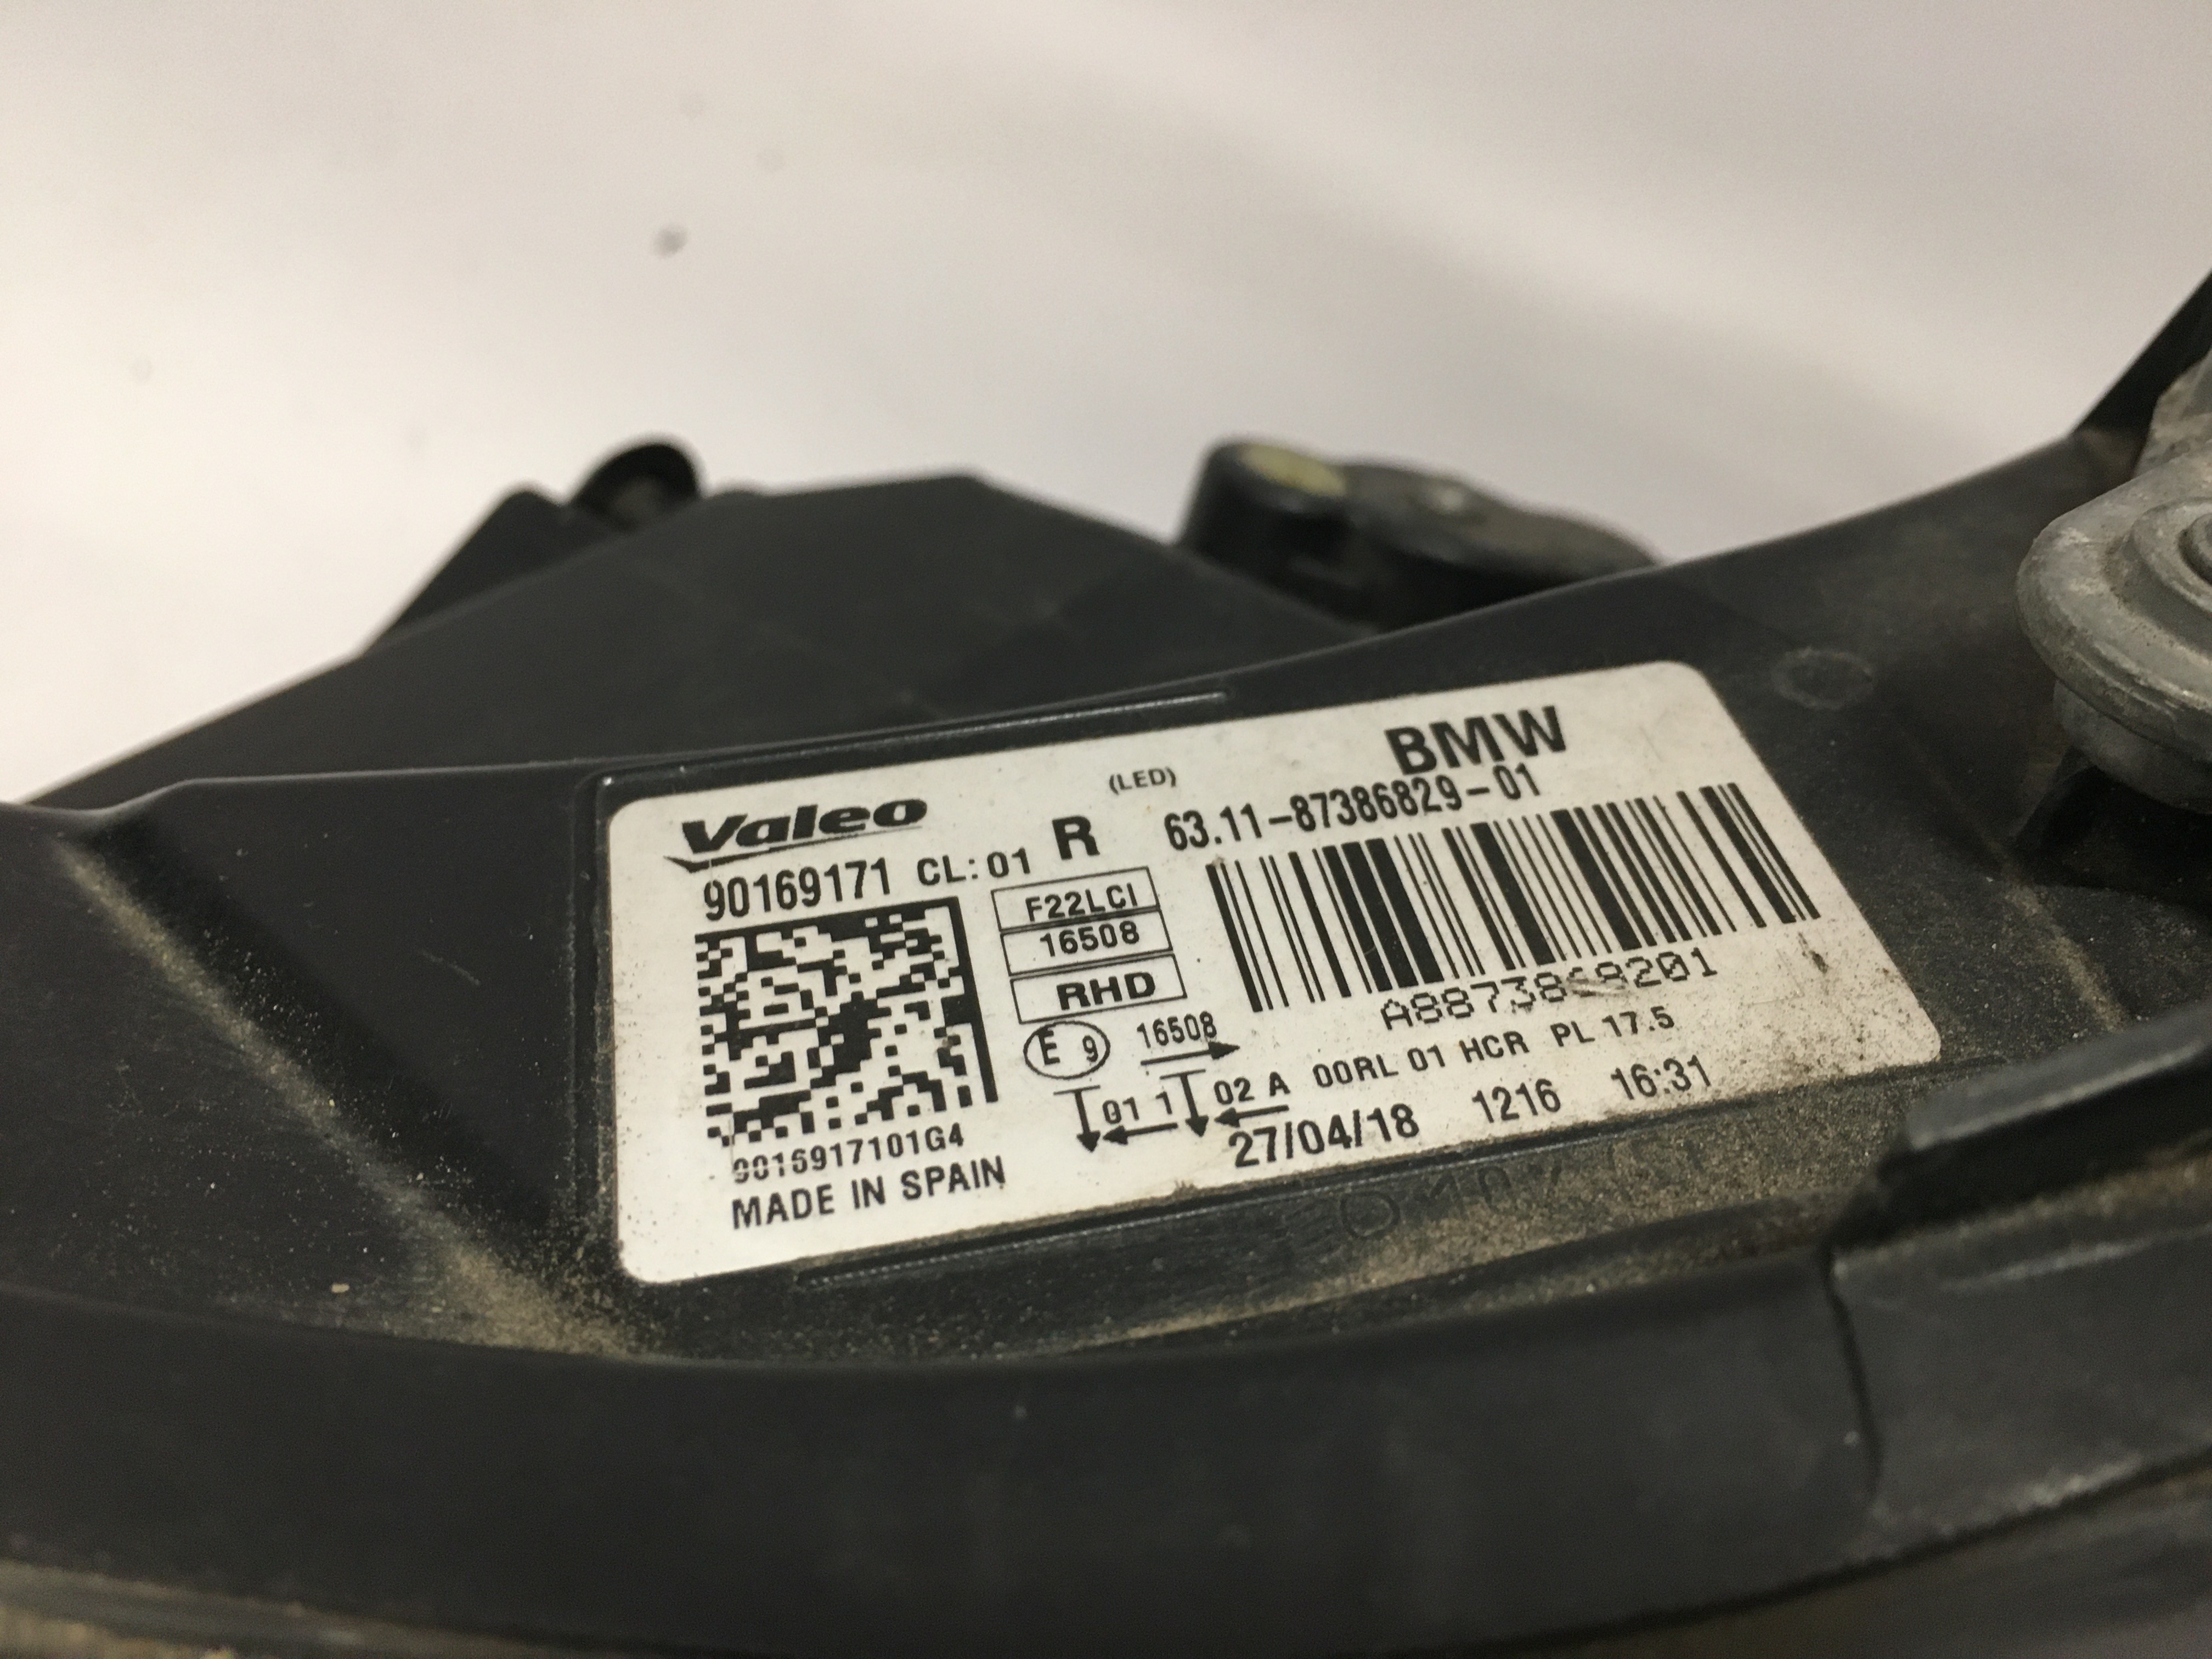 Valeo
(LED)
BMW
90169171 CL:01 R
63.11-87386829-01
F22LCI
16508
RHD
E 9
16508
01 1
02 A
00RL 01 HCR PL 17.5
27/04/18 1216 16:31
9016917101G4
MADE IN SPAIN